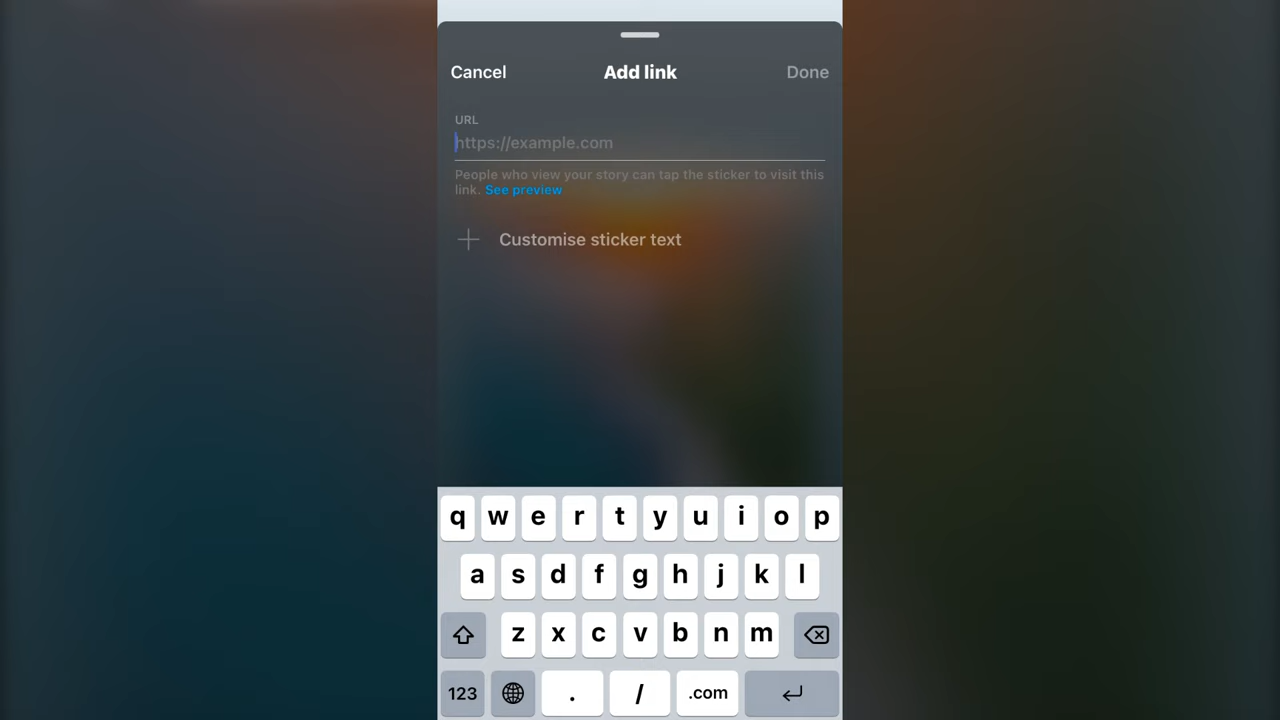 Cancel Add link Done
URL
https://example.com
People who view your story can tap the sticker to visit this
link. See preview
Customise sticker text
q w e r t y u i o p
a s d f g h j k l
z x c v b n m
123 . / .com